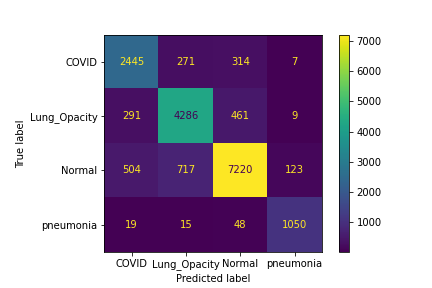 COVID 2445 271 314 7
Lung_Opacity 291 4286 461 9
Normal 504 717 7220 123
pneumonia 19 15 48 1050
COVID Lung_Opacity Normal pneumonia
Predicted label
True label
7000
6000
5000
4000
3000
2000
1000